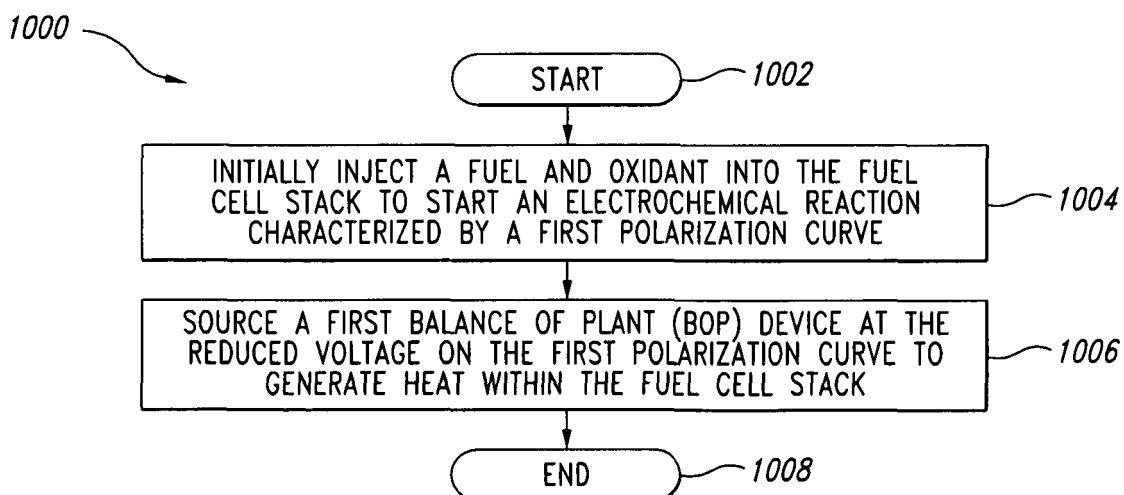 1000
START
1002
INITIALLY INJECT A FUEL AND OXIDANT INTO THE FUEL
CELL STACK TO START AN ELECTROCHEMICAL REACTION
CHARACTERIZED BY A FIRST POLARIZATION CURVE
1004
SOURCE A FIRST BALANCE OF PLANT (BOP) DEVICE AT THE
REDUCED VOLTAGE ON THE FIRST POLARIZATION CURVE TO
GENERATE HEAT WITHIN THE FUEL CELL STACK
1006
END
1008